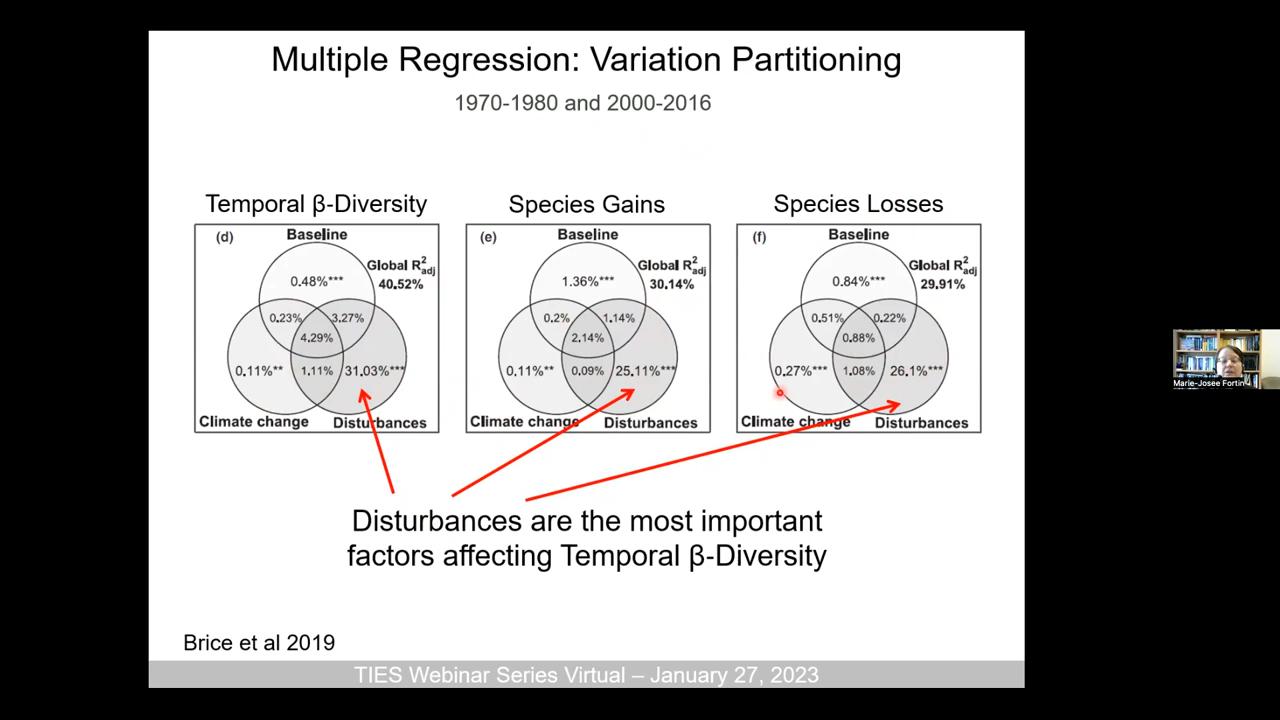 Multiple Regression: Variation Partitioning
1970-1980 and 2000-2016
Temporal β-Diversity
(d)
Baseline
Global R²adj
40.52%
0.48%***
0.23%
3.27%
4.29%
0.11%**
1.11%
31.03%***
Climate change
Disturbances
Species Gains
(e)
Baseline
Global R²adj
30.14%
1.36%***
0.2%
1.14%
2.14%
0.11%**
0.09%
25.11%***
Climate change
Disturbances
Species Losses
(f)
Baseline
Global R²adj
29.91%
0.84%***
0.51%
0.22%
0.88%
0.27%***
1.08%
26.1%***
Climate change
Disturbances
Disturbances are the most important
factors affecting Temporal β-Diversity
Brice et al 2019
TIES Webinar Series Virtual – January 27, 2023
Marie-Josee Fortin